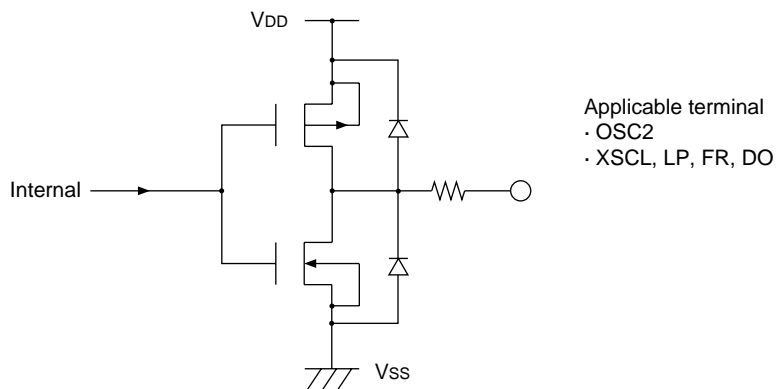 VDD
Applicable terminal
· OSC2
· XSCL, LP, FR, DO
Internal
VSS